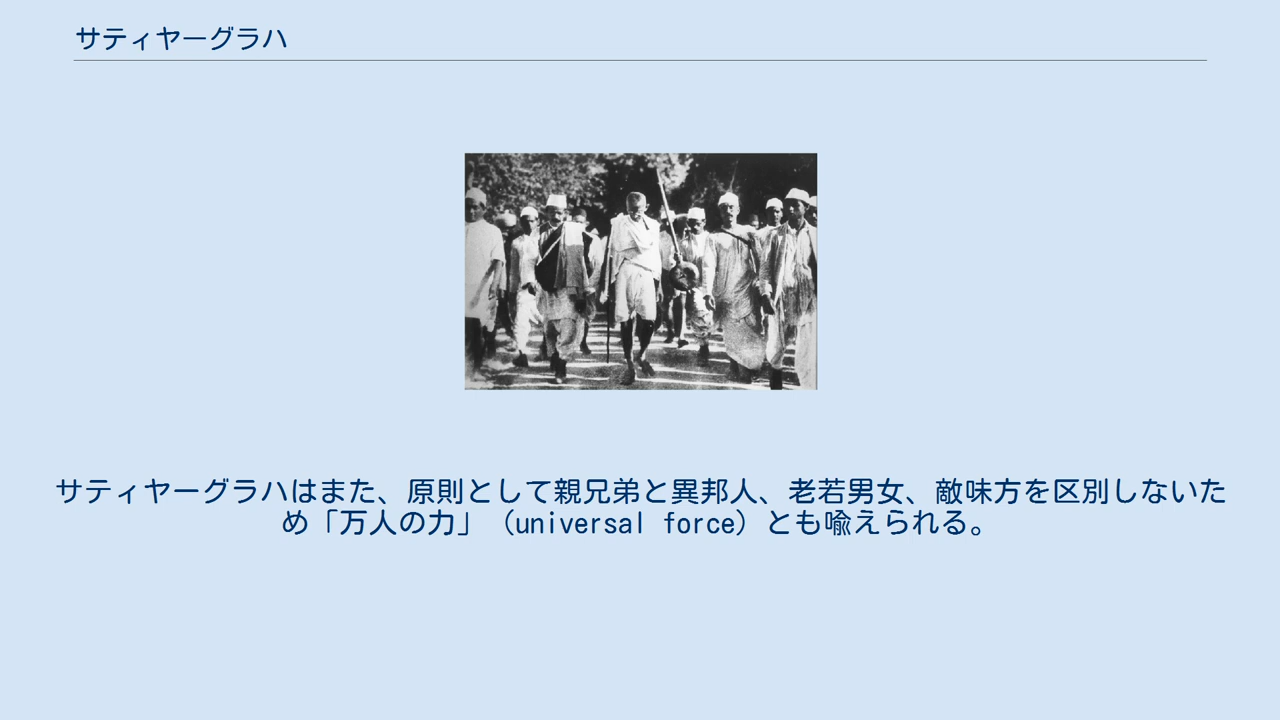 サティヤーグラハ
サティヤーグラハはまた、原則として親兄弟と異邦人、老若男女、敵味方を区別しないた
め「万人の力」（universal force）とも喩えられる。